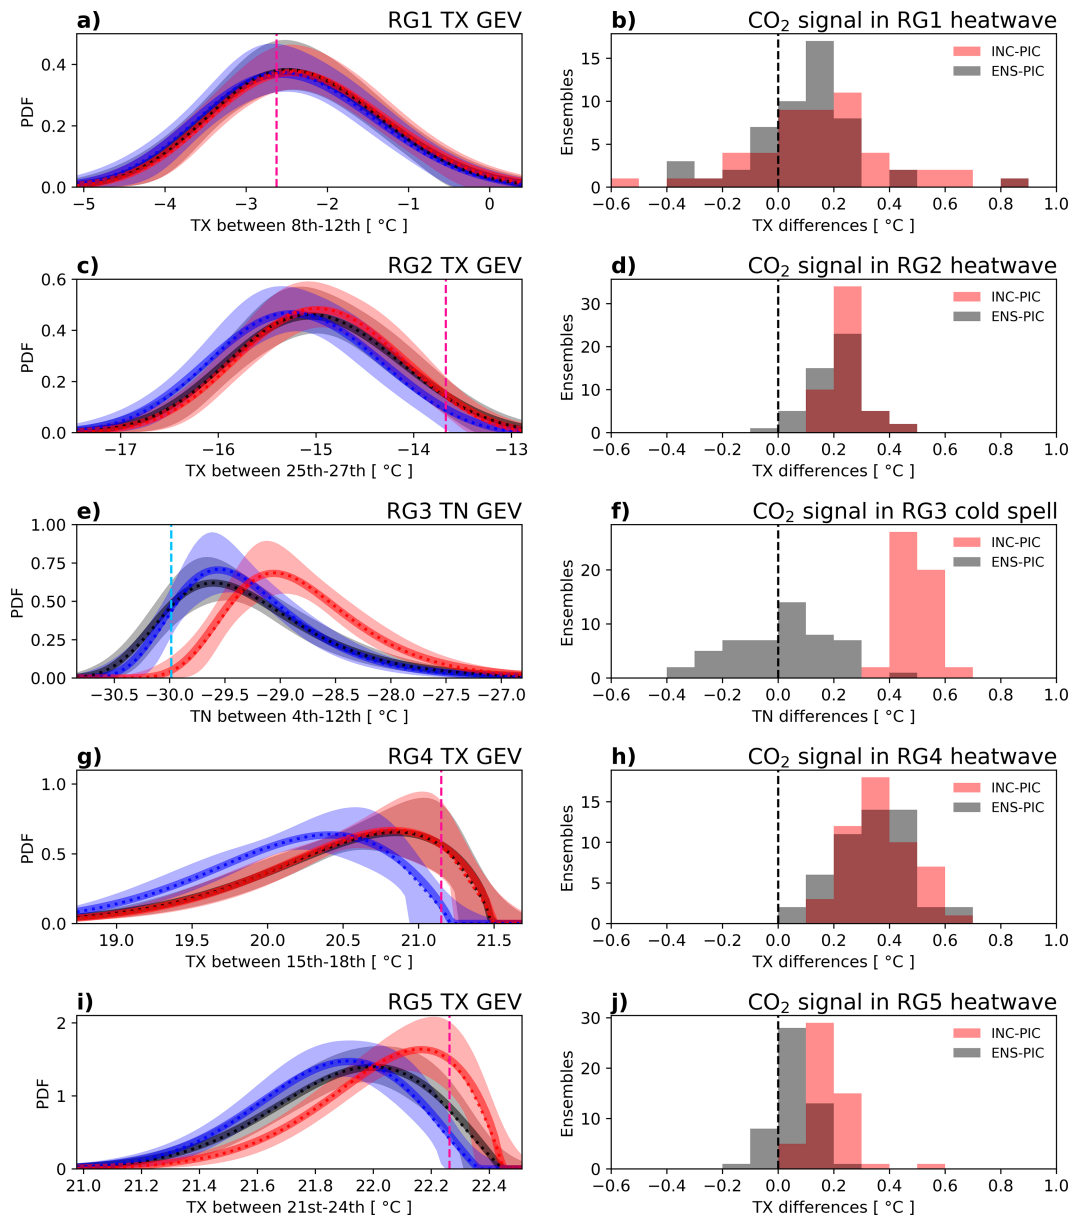 a) RG1 TX GEV
PDF
0.4
0.2
0.0
−5 −4 −3 −2 −1 0
TX between 8th-12th [ °C ]
b) CO₂ signal in RG1 heatwave
Ensembles
15
10
5
0
INC-PIC
ENS-PIC
−0.6 −0.4 −0.2 0.0 0.2 0.4 0.6 0.8 1.0
TX differences [ °C ]
c) RG2 TX GEV
PDF
0.6
0.4
0.2
0.0
−17 −16 −15 −14 −13
TX between 25th-27th [ °C ]
d) CO₂ signal in RG2 heatwave
Ensembles
30
20
10
0
INC-PIC
ENS-PIC
−0.6 −0.4 −0.2 0.0 0.2 0.4 0.6 0.8 1.0
TX differences [ °C ]
e) RG3 TN GEV
PDF
1.00
0.75
0.50
0.25
0.00
−30.5 −30.0 −29.5 −29.0 −28.5 −28.0 −27.5 −27.0
TN between 4th-12th [ °C ]
f) CO₂ signal in RG3 cold spell
Ensembles
20
10
0
INC-PIC
ENS-PIC
−0.6 −0.4 −0.2 0.0 0.2 0.4 0.6 0.8 1.0
TN differences [ °C ]
g) RG4 TX GEV
PDF
1.0
0.5
0.0
19.0 19.5 20.0 20.5 21.0 21.5
TX between 15th-18th [ °C ]
h) CO₂ signal in RG4 heatwave
Ensembles
15
10
5
0
INC-PIC
ENS-PIC
−0.6 −0.4 −0.2 0.0 0.2 0.4 0.6 0.8 1.0
TX differences [ °C ]
i) RG5 TX GEV
PDF
2
1
0
21.0 21.2 21.4 21.6 21.8 22.0 22.2 22.4
TX between 21st-24th [ °C ]
j) CO₂ signal in RG5 heatwave
Ensembles
30
20
10
0
INC-PIC
ENS-PIC
−0.6 −0.4 −0.2 0.0 0.2 0.4 0.6 0.8 1.0
TX differences [ °C ]